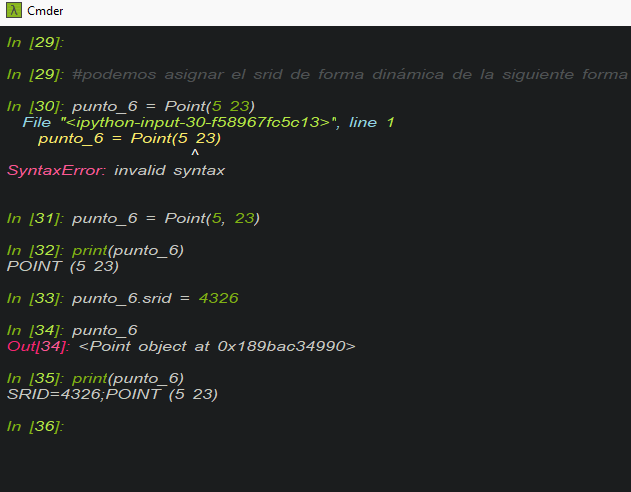 λ Cmder
In [29]:
In [29]: #podemos asignar el srid de forma dinámica de la siguiente forma
In [30]: punto_6 = Point(5 23)
File "<ipython-input-30-f58967fc5c13>", line 1
punto_6 = Point(5 23)
^
SyntaxError: invalid syntax
In [31]: punto_6 = Point(5, 23)
In [32]: print(punto_6)
POINT (5 23)
In [33]: punto_6.srid = 4326
In [34]: punto_6
Out[34]: <Point object at 0x189bac34990>
In [35]: print(punto_6)
SRID=4326;POINT (5 23)
In [36]: